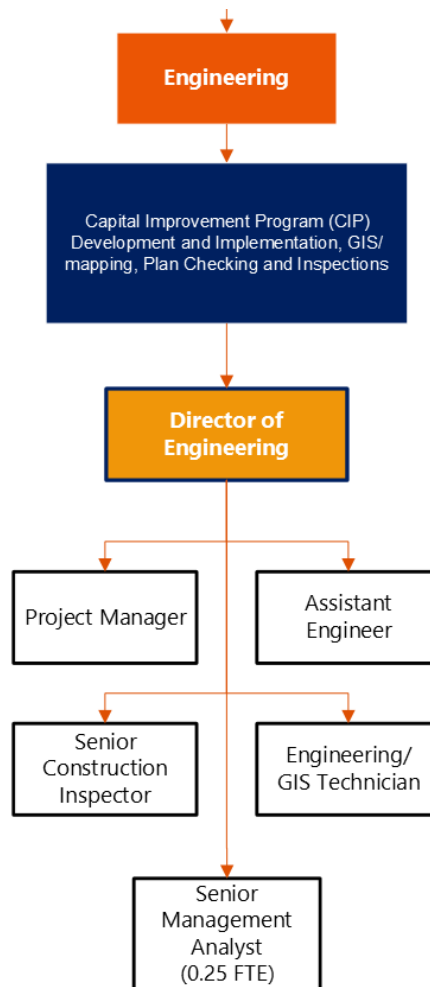 Engineering
Capital Improvement Program (CIP)
Development and Implementation, GIS/
mapping, Plan Checking and Inspections
Director of
Engineering
Project Manager
Assistant
Engineer
Senior
Construction
Inspector
Engineering/
GIS Technician
Senior
Management
Analyst
(0.25 FTE)